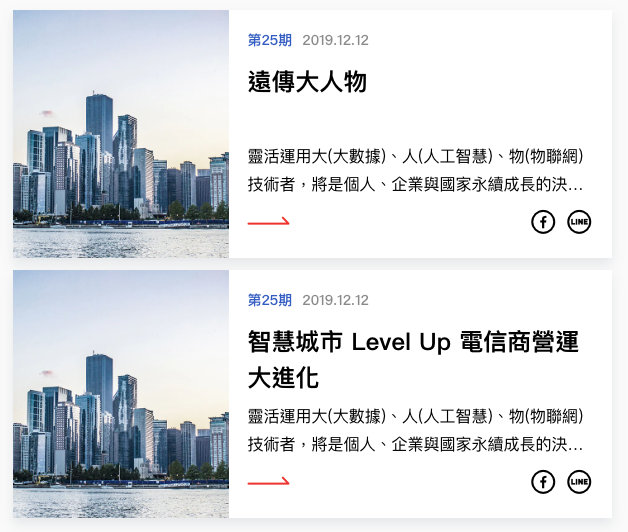 第25期 2019.12.12
遠傳大人物
靈活運用大(大數據)、人(人工智慧)、物(物聯網)
技術者，將是個人、企業與國家永續成長的決...
f LINE
第25期 2019.12.12
智慧城市 Level Up 電信商營運
大進化
靈活運用大(大數據)、人(人工智慧)、物(物聯網)
技術者，將是個人、企業與國家永續成長的決...
f LINE